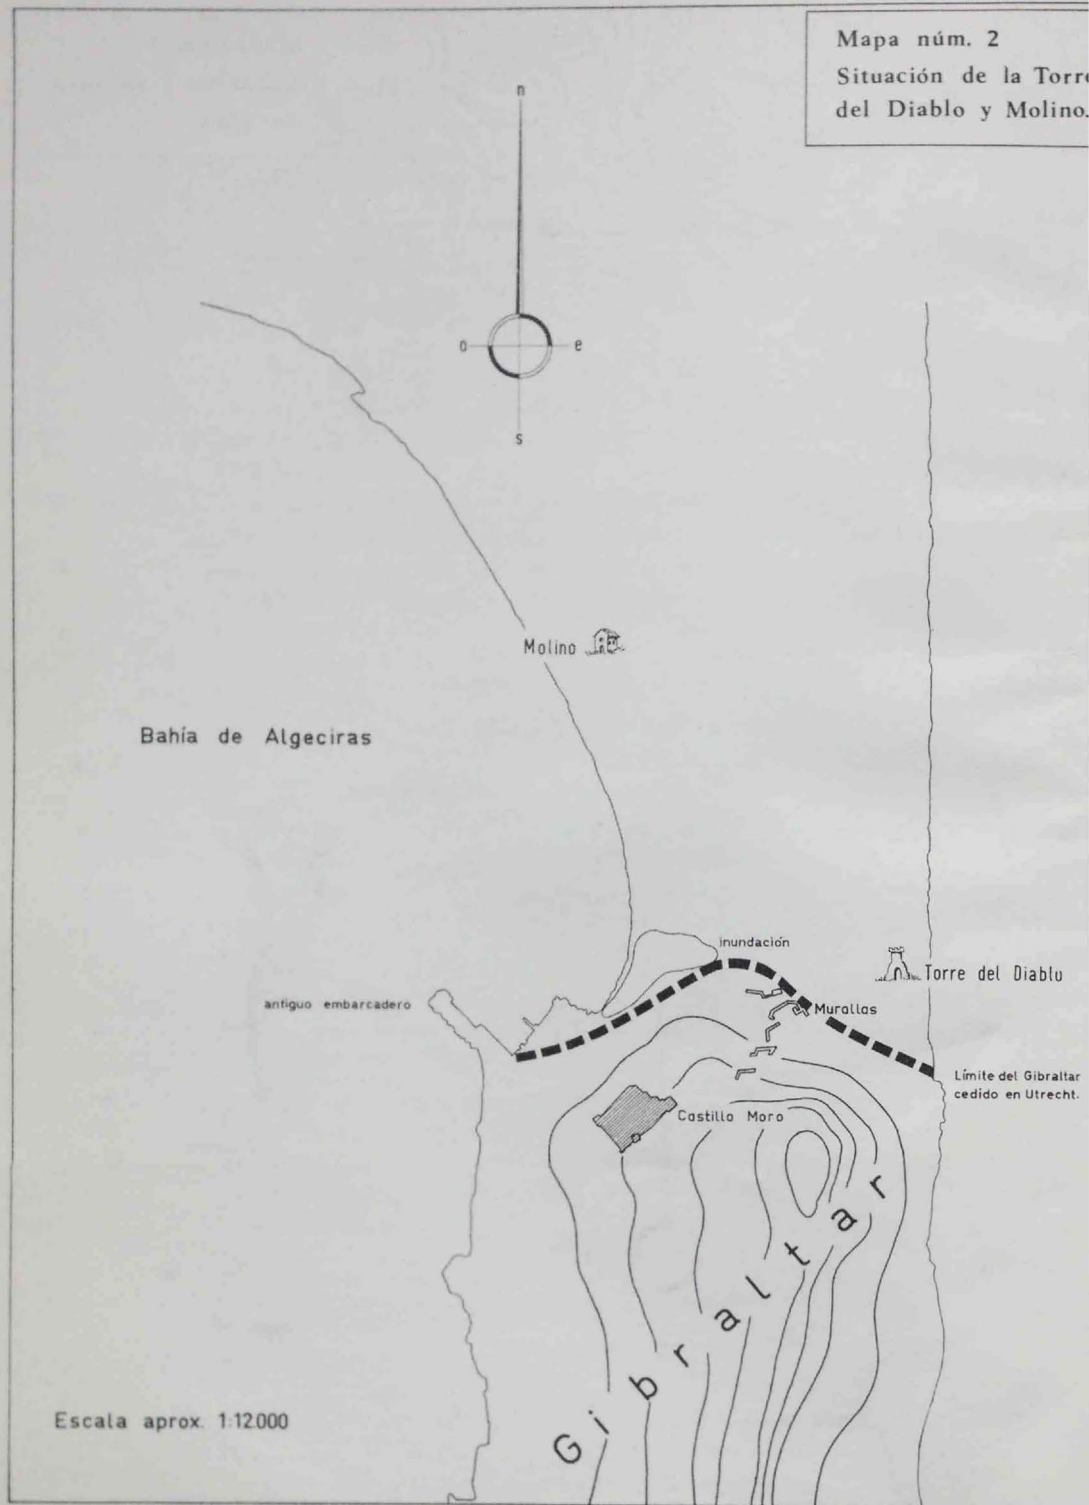 Mapa núm. 2
Situación de la Torre
del Diablo y Molino.
n
o
e
s
Molino
Bahía de Algeciras
inundación
Torre del Diablo
antiguo embarcadero
Murallas
Límite del Gibraltar
cedido en Utrecht.
Castillo Moro
Gibraltar
Escala aprox. 1:12000